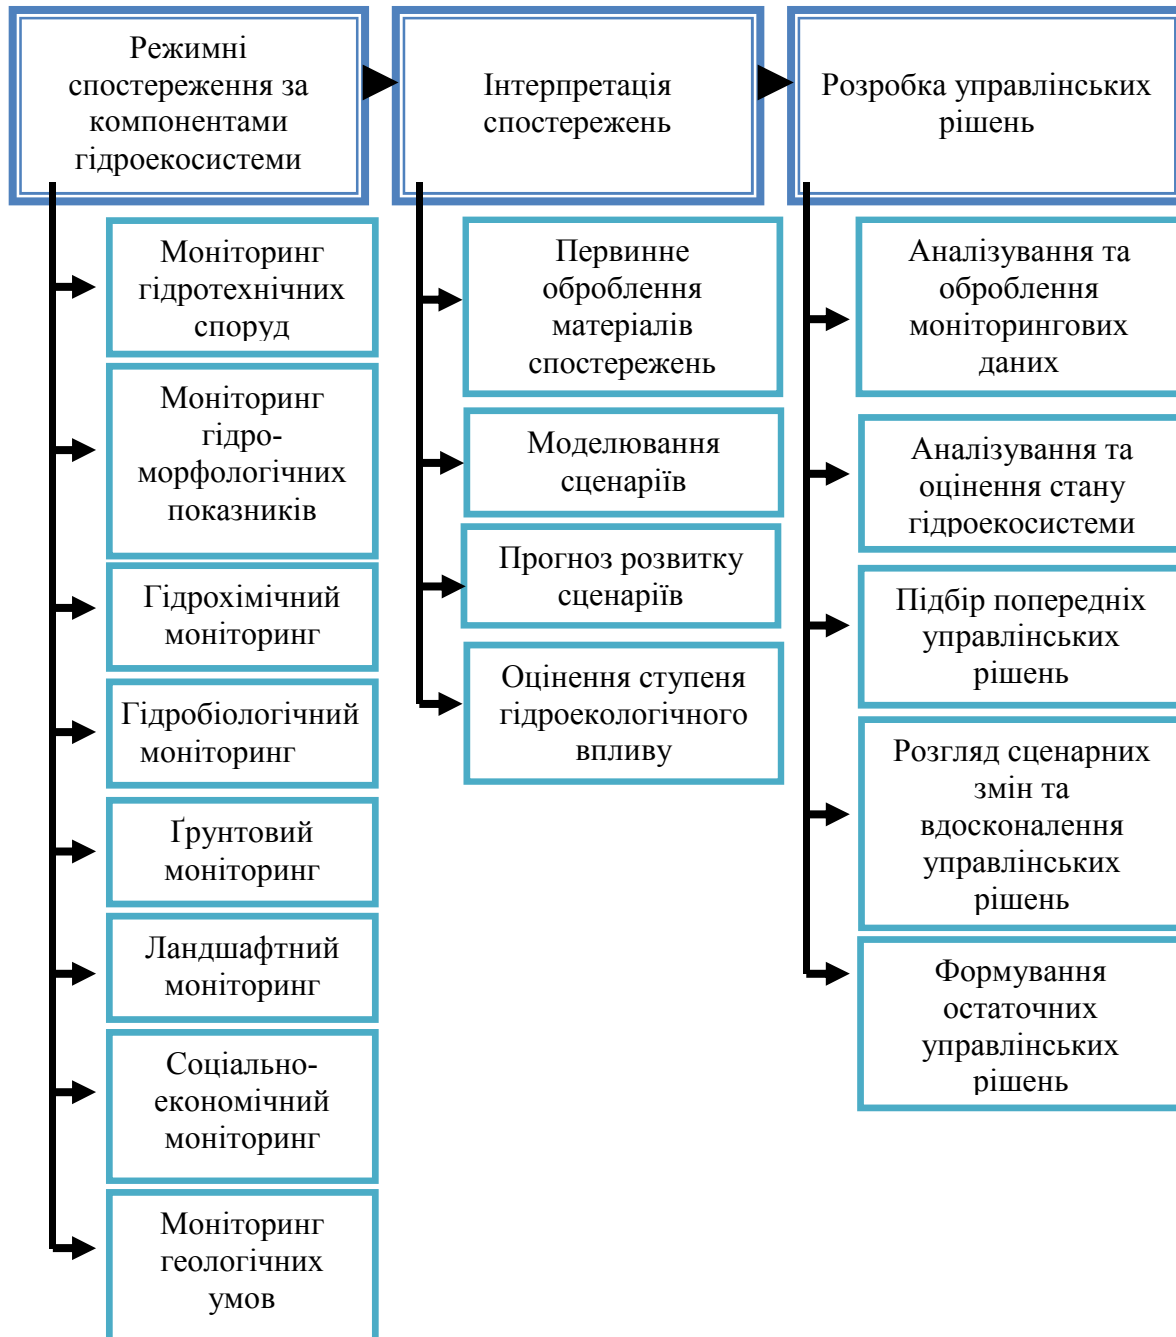 Режимні
спостереження за
компонентами
гідроекосистеми
Інтерпретація
спостережень
Розробка управлінських
рішень
Моніторинг
гідротехнічних
споруд
Моніторинг
гідро-
морфологічних
показників
Гідрохімічний
моніторинг
Гідробіологічний
моніторинг
Ґрунтовий
моніторинг
Ландшафтний
моніторинг
Соціально-
економічний
моніторинг
Моніторинг
геологічних
умов
Первинне
оброблення
матеріалів
спостережень
Моделювання
сценаріїв
Прогноз розвитку
сценаріїв
Оцінення ступеня
гідроекологічного
впливу
Аналізування та
оброблення
моніторингових
даних
Аналізування та
оцінення стану
гідроекосистеми
Підбір попередніх
управлінських
рішень
Розгляд сценарних
змін та
вдосконалення
управлінських
рішень
Формування
остаточних
управлінських
рішень